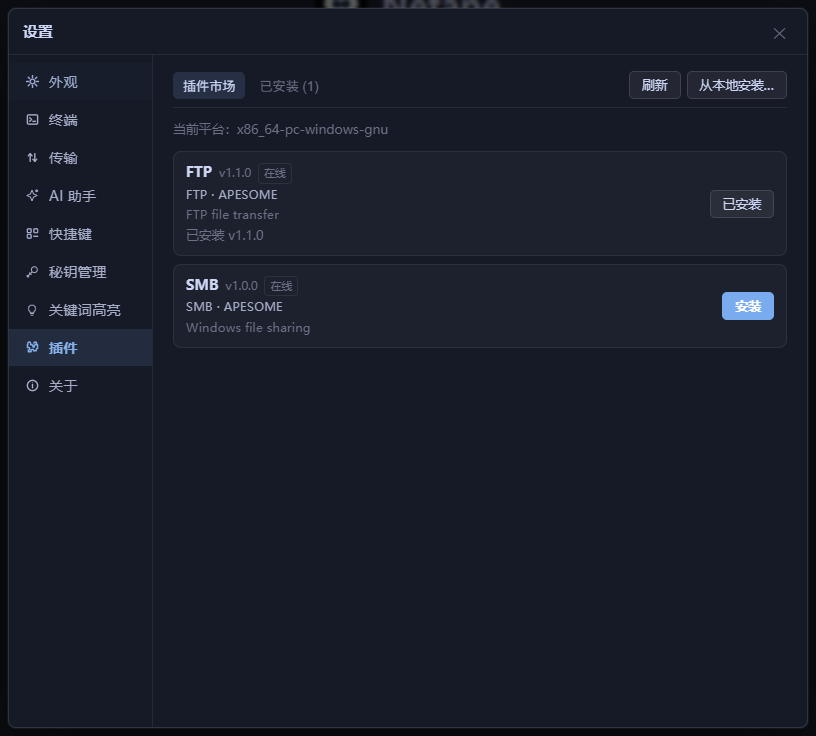 设置
外观
终端
传输
AI 助手
快捷键
秘钥管理
关键词高亮
插件
关于
插件市场 已安装 (1) 刷新 从本地安装...
当前平台：x86_64-pc-windows-gnu
FTP v1.1.0 在线
FTP · APESOME
FTP file transfer
已安装 v1.1.0
已安装
SMB v1.0.0 在线
SMB · APESOME
Windows file sharing
安装